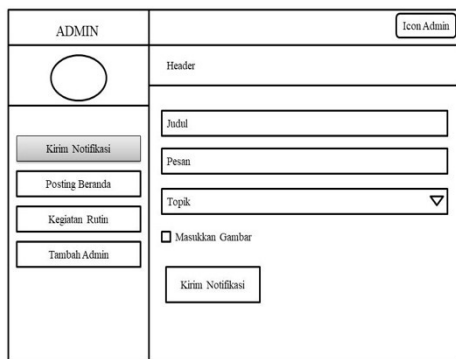 ADMIN
Icon Admin
Header
Kirim Notifikasi
Posting Beranda
Kegiatan Rutin
Tambah Admin
Judul
Pesan
Topik
Masukkan Gambar
Kirim Notifikasi